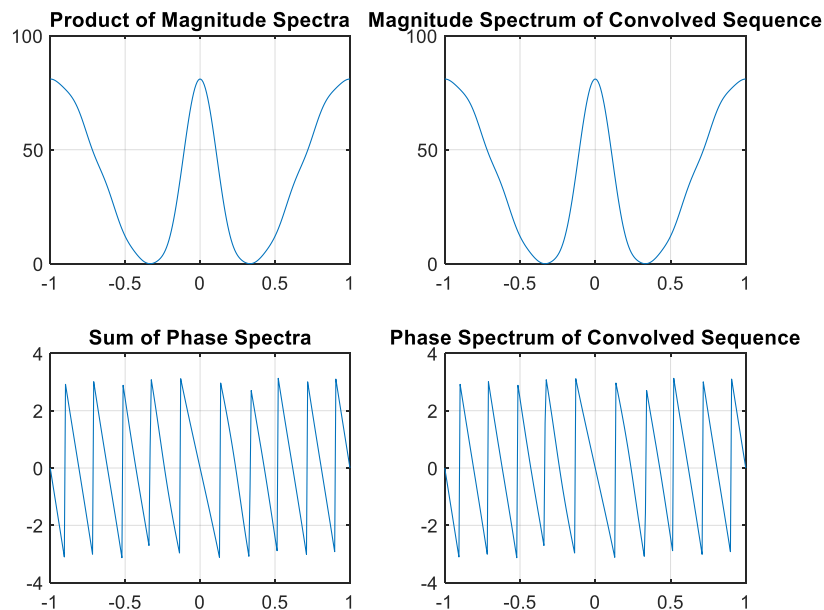 Product of Magnitude Spectra
100
50
0
-1 -0.5 0 0.5 1
Magnitude Spectrum of Convolved Sequence
100
50
0
-1 -0.5 0 0.5 1
Sum of Phase Spectra
4
2
0
-2
-4
-1 -0.5 0 0.5 1
Phase Spectrum of Convolved Sequence
4
2
0
-2
-4
-1 -0.5 0 0.5 1